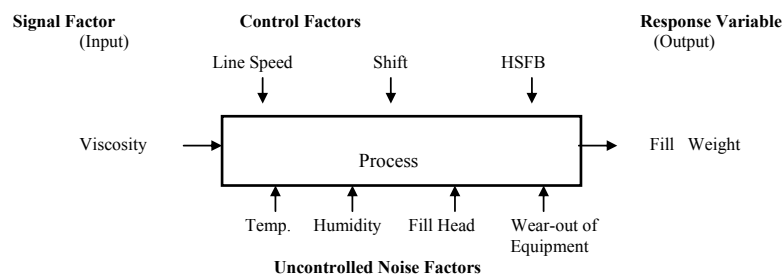 Signal Factor Control Factors Response Variable
(Input) (Output)
Line Speed Shift HSFB
Viscosity Process Fill Weight
Temp. Humidity Fill Head Wear-out of
Equipment
Uncontrolled Noise Factors